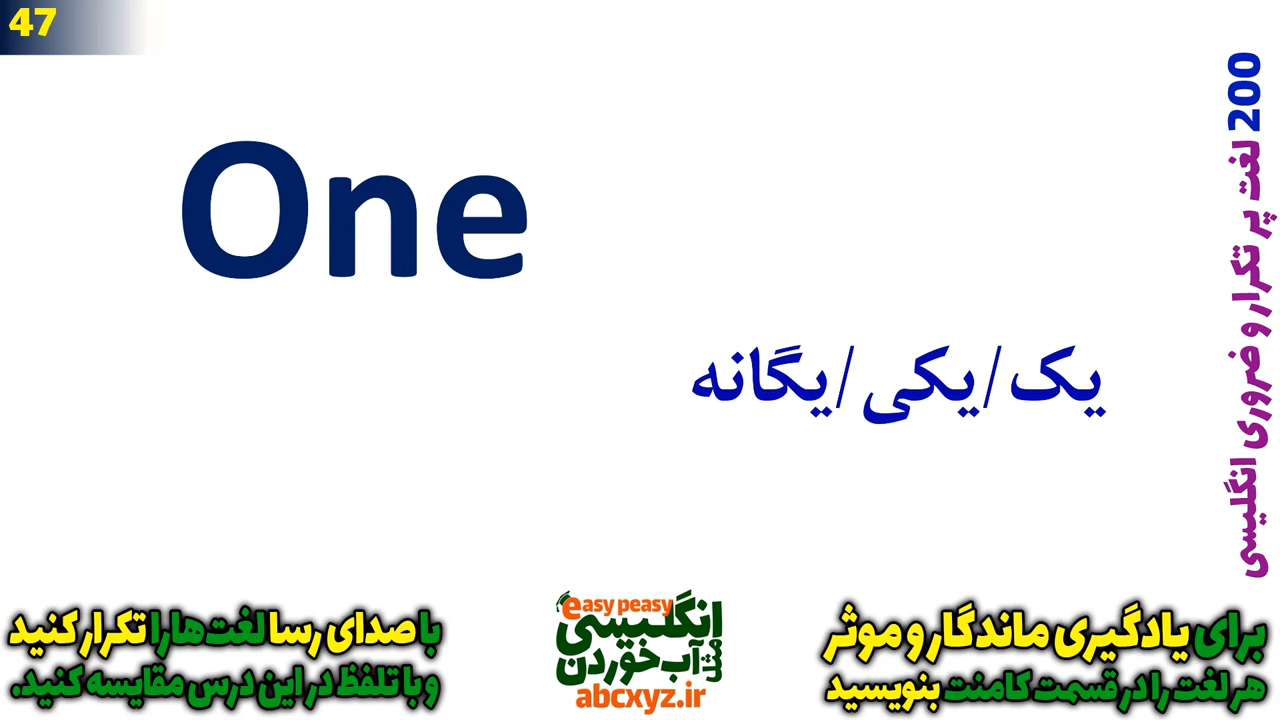 47
200 لغت پر تکرار و ضروری انگلیسی
One
یک/یکی/یگانه
برای یادگیری ماندگار و موثر
هر لغت را در قسمت کامنت بنویسید
easy peasy
انگلیسی
مثل آب خوردن
abcxyz.ir
با صدای رسا لغت‌ها را تکرار کنید
و با تلفظ در این درس مقایسه کنید.